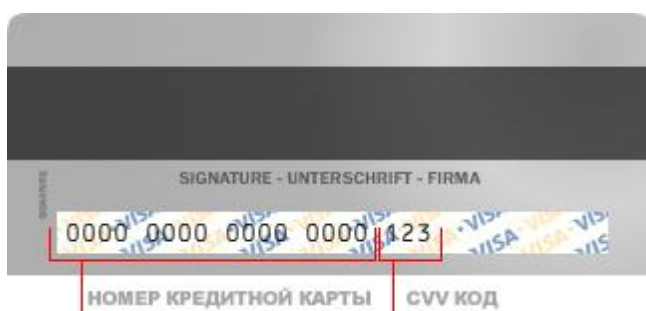 SIGNATURE - UNTERSCHRIFT - FIRMA
0000 0000 0000 0000 123
НОМЕР КРЕДИТНОЙ КАРТЫ CVV КОД